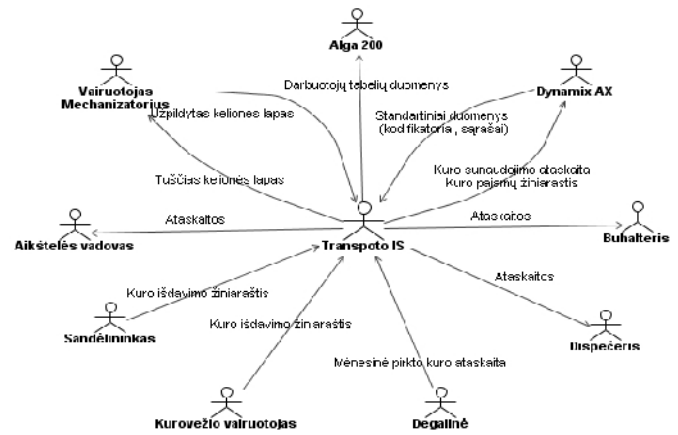 Alga 200
Vairuotojas
Mechanizatorius
Darbuotojų tabelių duomenys
Dynamix AX
Užpildytas kelionės lapas
Standartiniai duomenys
(kodifikatoriai, sąrašai)
Tuščias kelionės lapas
Kuro sunaudojimo ataskaita
Kuro pajamų žiniarastis
Ataskaitos
Ataskaitos
Aikštelės vadovas
Transpoto IS
Buhalteris
Ataskaitos
Kuro išdavimo žiniaraštis
Kuro išdavimo žinaraštis
Sandėlininkas
Dispečeris
Mėnesinė pirkto kuro ataskaita
Kurovežio vairuotojas
Degalinė